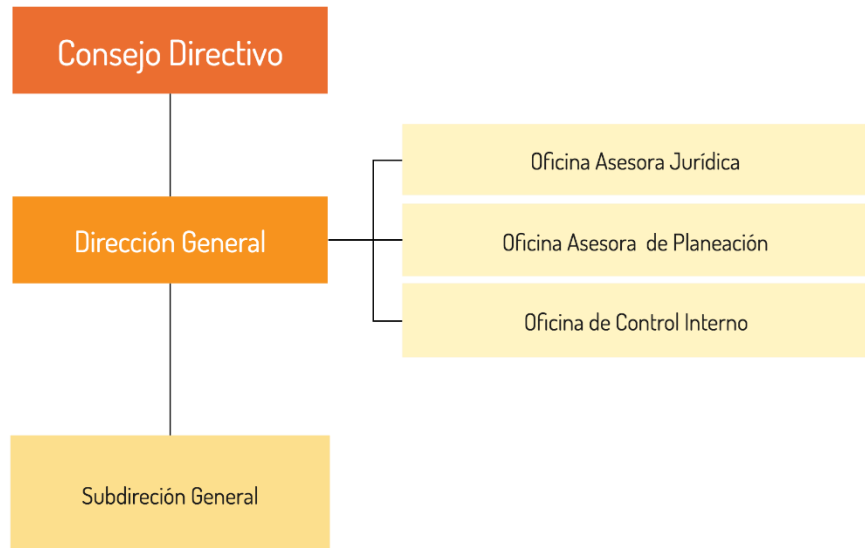 Consejo Directivo
Oficina Asesora Jurídica
Dirección General
Oficina Asesora de Planeación
Oficina de Control Interno
Subdireción General